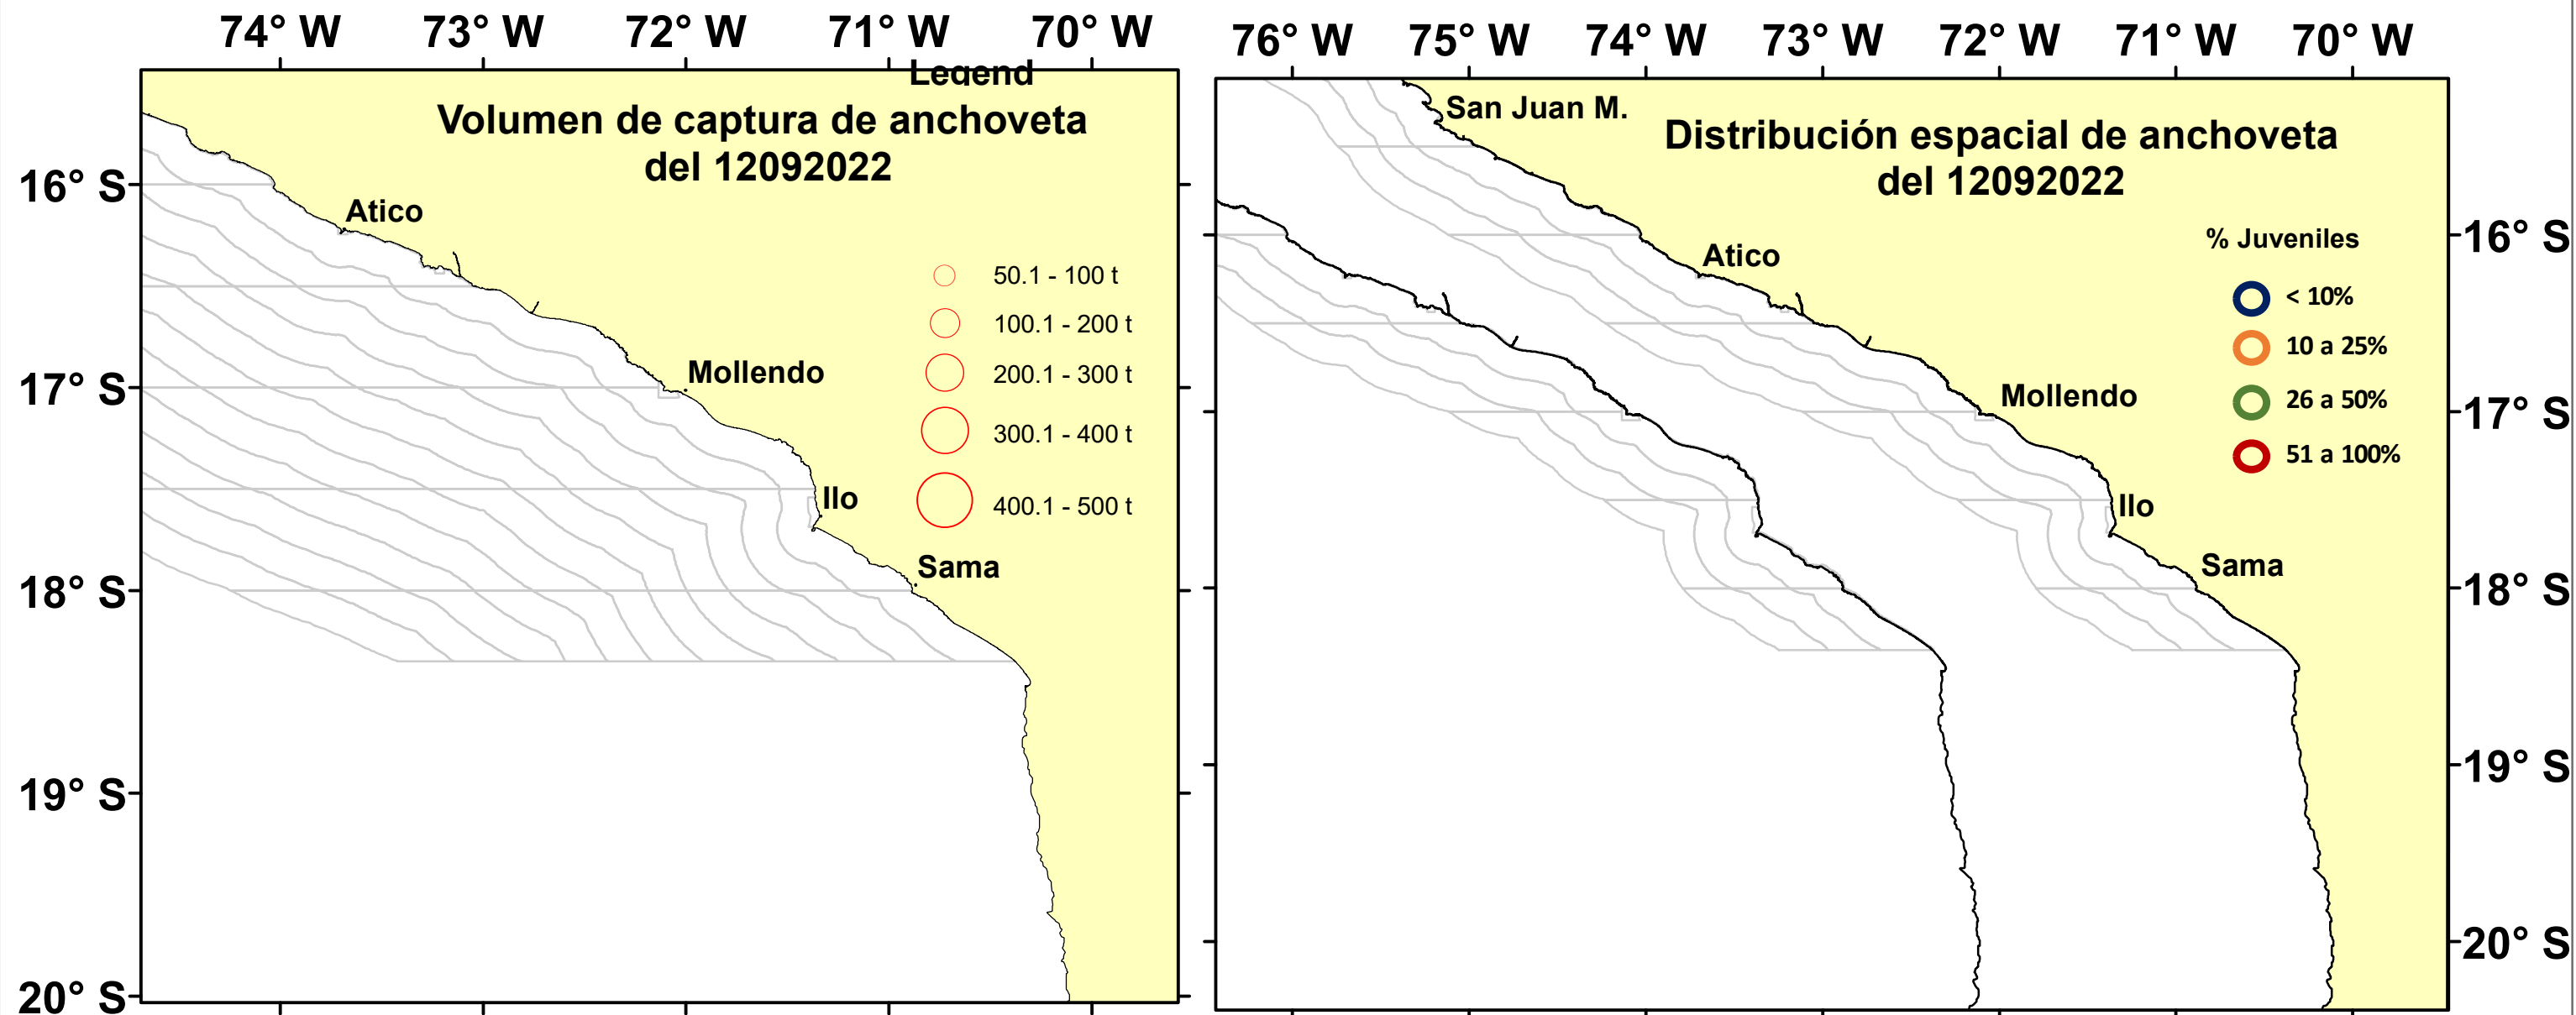 74° W 73° W 72° W 71° W 70° W
Legend
Volumen de captura de anchoveta
del 12092022
16° S
Atico
50.1 - 100 t
100.1 - 200 t
Mollendo
200.1 - 300 t
17° S
300.1 - 400 t
Ilo
400.1 - 500 t
Sama
18° S
19° S
20° S
76° W 75° W 74° W 73° W 72° W 71° W 70° W
San Juan M.
Distribución espacial de anchoveta
del 12092022
% Juveniles
16° S
Atico
< 10%
10 a 25%
Mollendo
26 a 50%
17° S
51 a 100%
Ilo
Sama
18° S
19° S
20° S